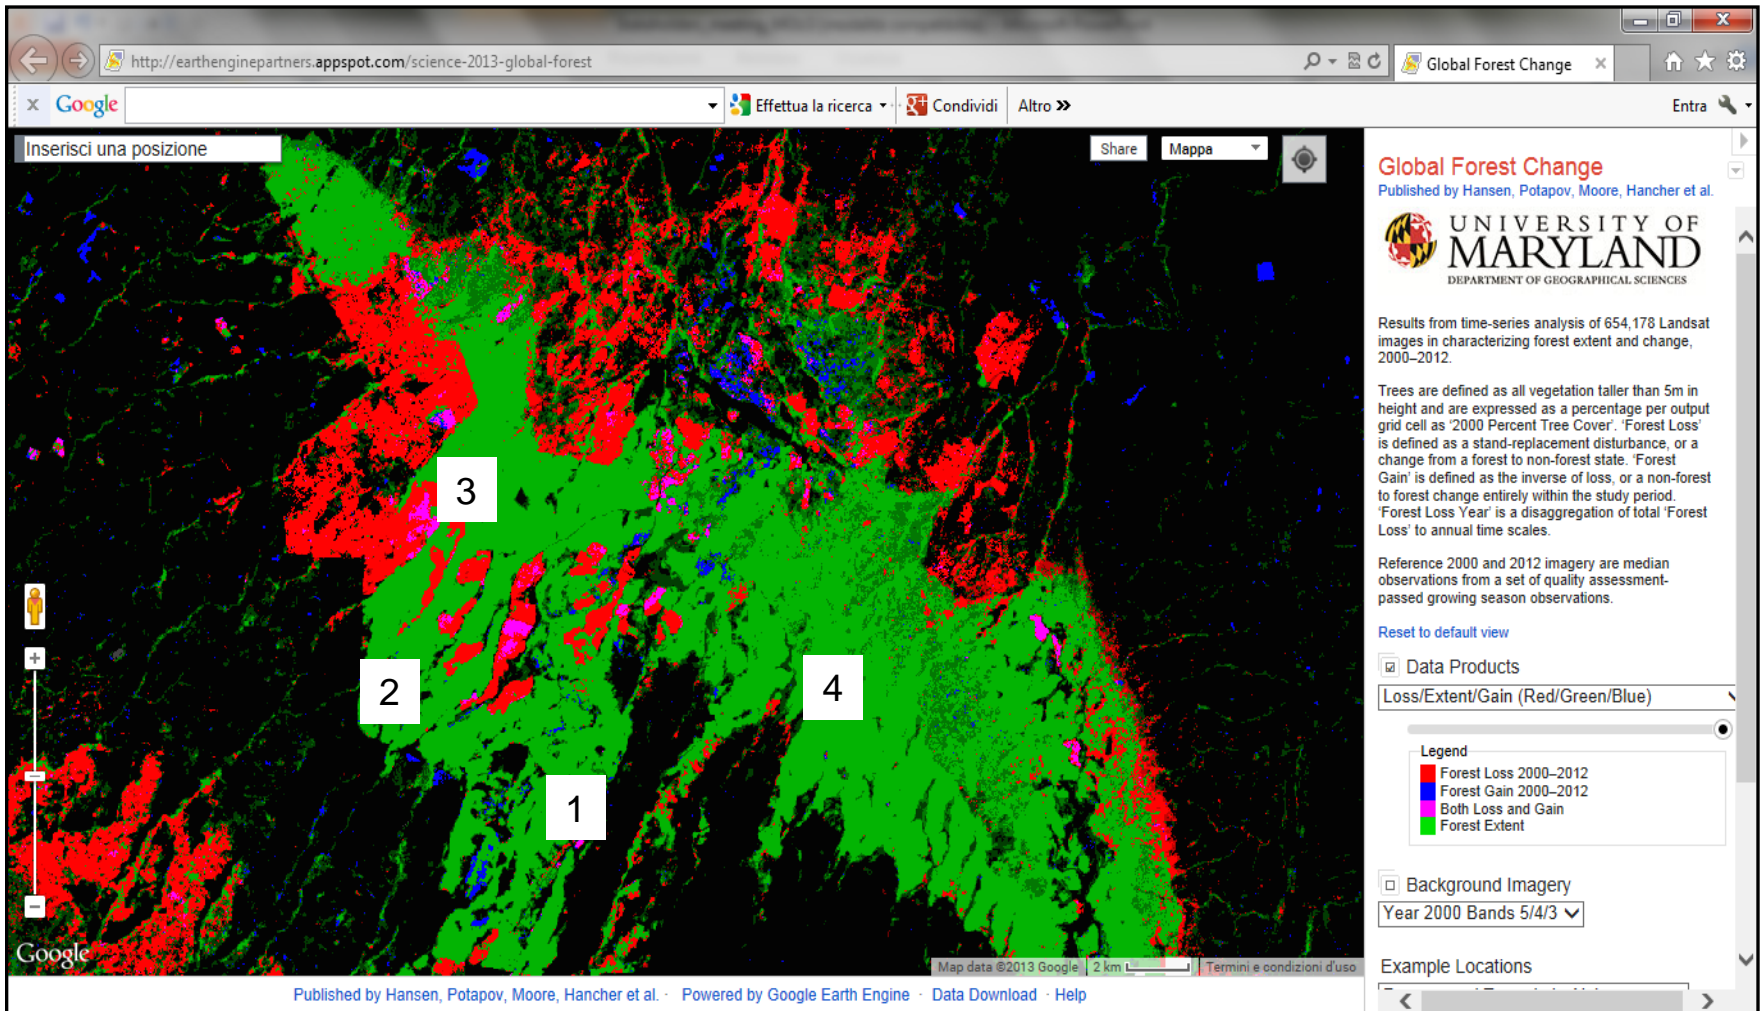 http://earthenginepartners.appspot.com/science-2013-global-forest
Global Forest Change
x Google
Effettua la ricerca
Condividi
Altro
Entra
Inserisci una posizione
Share
Mappa
3
2
4
1
Google
Map data ©2013 Google
2 km
Termini e condizioni d'uso
Global Forest Change
Published by Hansen, Potapov, Moore, Hancher et al.
UNIVERSITY OF
MARYLAND
DEPARTMENT OF GEOGRAPHICAL SCIENCES
Results from time-series analysis of 654,178 Landsat
images in characterizing forest extent and change,
2000–2012.
Trees are defined as all vegetation taller than 5m in
height and are expressed as a percentage per output
grid cell as '2000 Percent Tree Cover'. 'Forest Loss'
is defined as a stand-replacement disturbance, or a
change from a forest to non-forest state. 'Forest
Gain' is defined as the inverse of loss, or a non-forest
to forest change entirely within the study period.
'Forest Loss Year' is a disaggregation of total 'Forest
Loss' to annual time scales.
Reference 2000 and 2012 imagery are median
observations from a set of quality assessment-
passed growing season observations.
Reset to default view
Data Products
Loss/Extent/Gain (Red/Green/Blue)
Legend
Forest Loss 2000–2012
Forest Gain 2000–2012
Both Loss and Gain
Forest Extent
Background Imagery
Year 2000 Bands 5/4/3
Example Locations
Published by Hansen, Potapov, Moore, Hancher et al. · Powered by Google Earth Engine · Data Download · Help